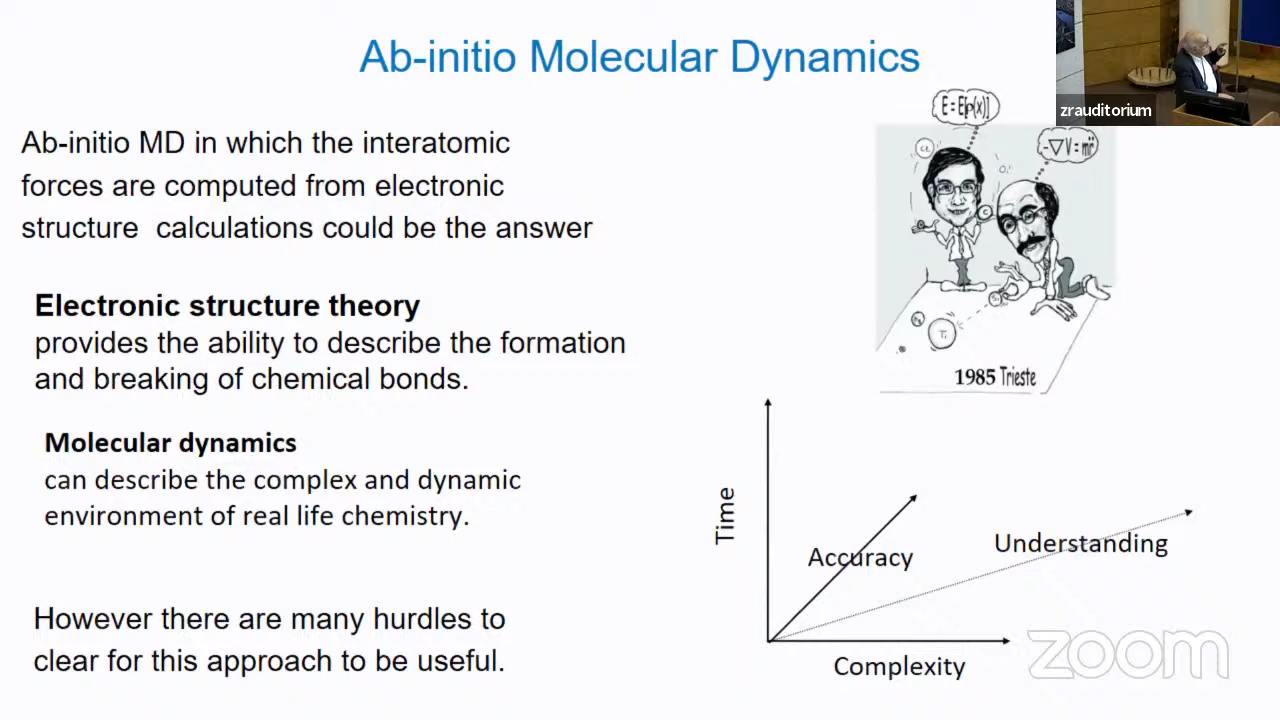 Ab-initio Molecular Dynamics
zrauditorium
E = E[ρ(x)]
-∇V = mr̈
Ab-initio MD in which the interatomic
forces are computed from electronic
structure calculations could be the answer
Electronic structure theory
provides the ability to describe the formation
and breaking of chemical bonds.
1985 Trieste
Molecular dynamics
can describe the complex and dynamic
environment of real life chemistry.
However there are many hurdles to
clear for this approach to be useful.
Time
Accuracy
Understanding
Complexity
zoom